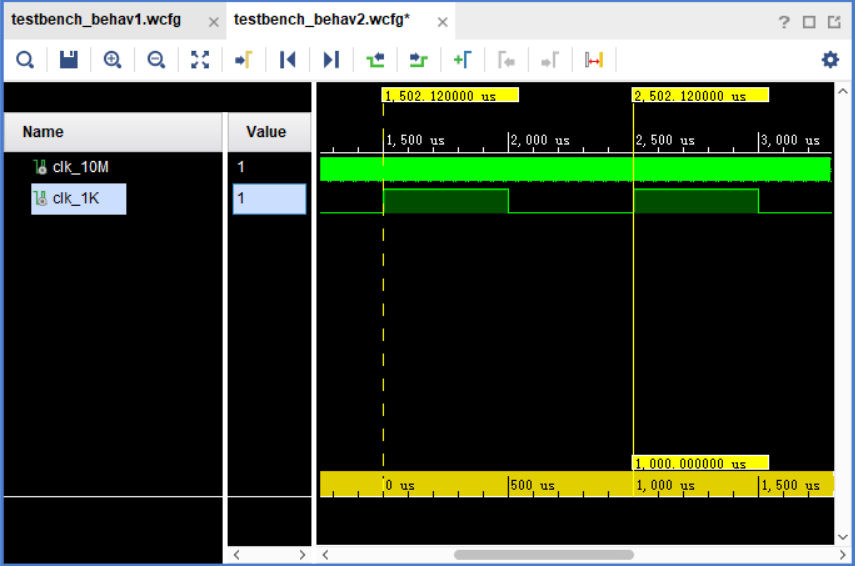 testbench_behav1.wcfg × testbench_behav2.wcfg* × ?
1,502.120000 us 2,502.120000 us
Name Value 1,500 us 2,000 us 2,500 us 3,000 us
clk_10M 1
clk_1K 1
1,000.000000 us
0 us 500 us 1,000 us 1,500 us